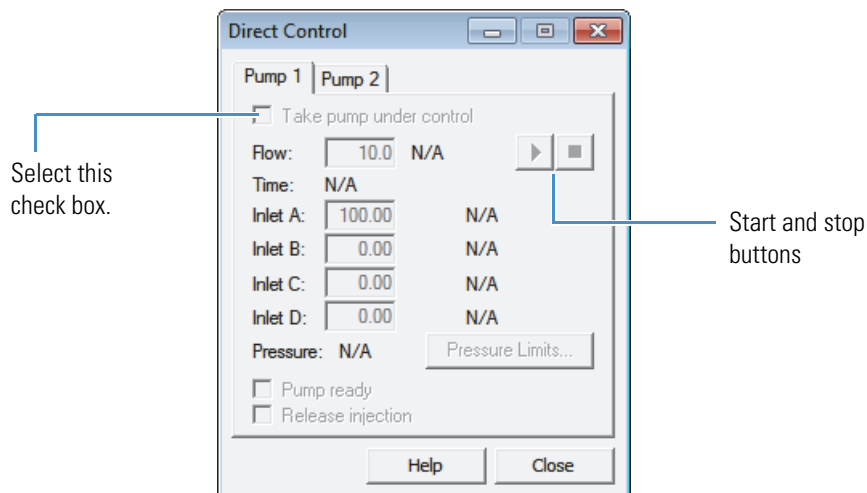 Direct Control
Pump 1 Pump 2
Take pump under control
Flow: 10.0 N/A
Time: N/A
Inlet A: 100.00 N/A
Inlet B: 0.00 N/A
Inlet C: 0.00 N/A
Inlet D: 0.00 N/A
Pressure: N/A Pressure Limits...
Pump ready
Release injection
Help Close
Select this
check box.
Start and stop
buttons